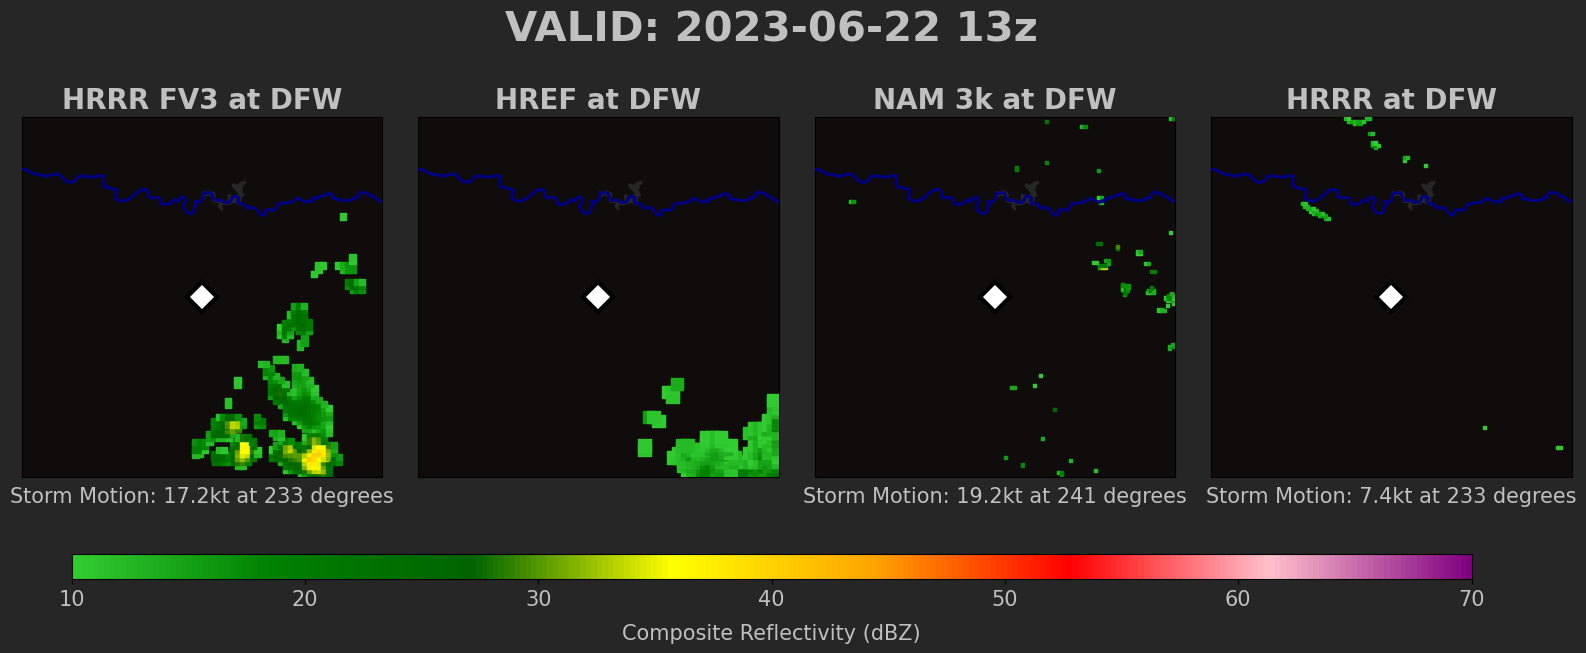 VALID: 2023-06-22 13z
HRRR FV3 at DFW
HREF at DFW
NAM 3k at DFW
HRRR at DFW
Storm Motion: 17.2kt at 233 degrees
Storm Motion: 19.2kt at 241 degrees
Storm Motion: 7.4kt at 233 degrees
10 20 30 40 50 60 70
Composite Reflectivity (dBZ)